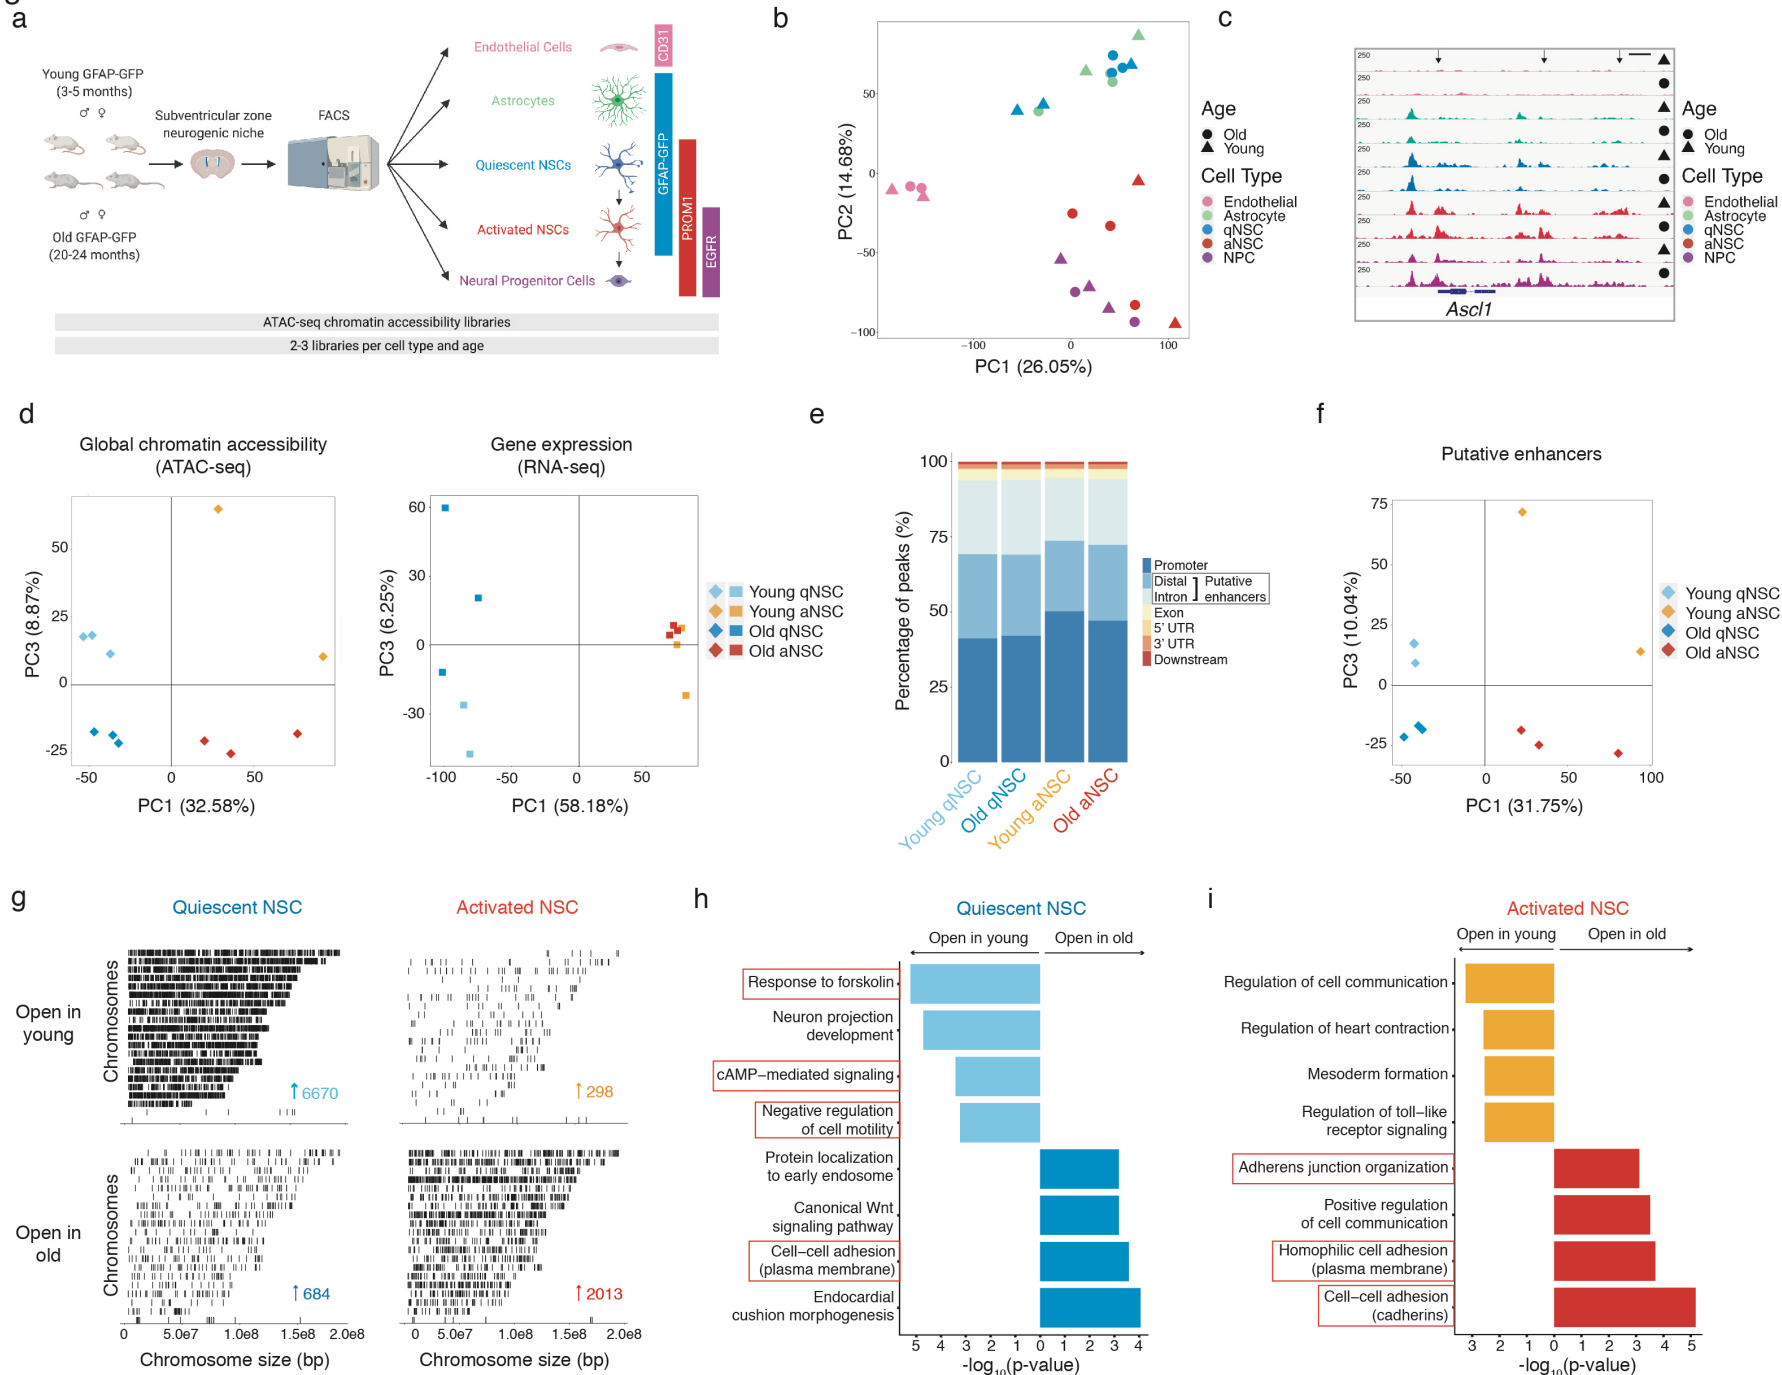 a
Young GFAP-GFP
(3-5 months)
♂ ♀
♂ ♀
Old GFAP-GFP
(20-24 months)
Subventricular zone
neurogenic niche
FACS
Endothelial Cells
Astrocytes
Quiescent NSCs
Activated NSCs
Neural Progenitor Cells
CD31
GFAP-GFP
PROM1
EGFR
ATAC-seq chromatin accessibility libraries
2-3 libraries per cell type and age
b
PC2 (14.68%)
50
0
−50
−100
−100
0
100
PC1 (26.05%)
Age
Old
Young
Cell Type
Endothelial
Astrocyte
qNSC
aNSC
NPC
c
250
250
250
250
250
250
250
250
250
250
Ascl1
Age
Old
Young
Cell Type
Endothelial
Astrocyte
qNSC
aNSC
NPC
d
Global chromatin accessibility
(ATAC-seq)
PC3 (8.87%)
50
25
0
-25
-50
0
50
PC1 (32.58%)
Gene expression
(RNA-seq)
PC3 (6.25%)
60
30
0
-30
-100
-50
0
50
PC1 (58.18%)
Young qNSC
Young aNSC
Old qNSC
Old aNSC
e
Percentage of peaks (%)
100
75
50
25
0
Young qNSC
Old qNSC
Young aNSC
Old aNSC
Promoter
Distal
Intron
] Putative
enhancers
Exon
5' UTR
3' UTR
Downstream
f
Putative enhancers
PC3 (10.04%)
75
50
25
0
-25
-50
0
50
100
PC1 (31.75%)
Young qNSC
Young aNSC
Old qNSC
Old aNSC
g
Quiescent NSC
Activated NSC
Open in
young
Chromosomes
↑6670
↑298
Open in
old
Chromosomes
↑684
↑2013
0 5.0e7 1.0e8 1.5e8 2.0e8
0 5.0e7 1.0e8 1.5e8 2.0e8
Chromosome size (bp)
Chromosome size (bp)
h
Quiescent NSC
Open in young
Open in old
Response to forskolin
Neuron projection
development
cAMP−mediated signaling
Negative regulation
of cell motility
Protein localization
to early endosome
Canonical Wnt
signaling pathway
Cell−cell adhesion
(plasma membrane)
Endocardial
cushion morphogenesis
5 4 3 2 1 0 1 2 3 4
-log10(p-value)
i
Activated NSC
Open in young
Open in old
Regulation of cell communication
Regulation of heart contraction
Mesoderm formation
Regulation of toll−like
receptor signaling
Adherens junction organization
Positive regulation
of cell communication
Homophilic cell adhesion
(plasma membrane)
Cell−cell adhesion
(cadherins)
3 2 1 0 1 2 3 4 5
-log10(p-value)